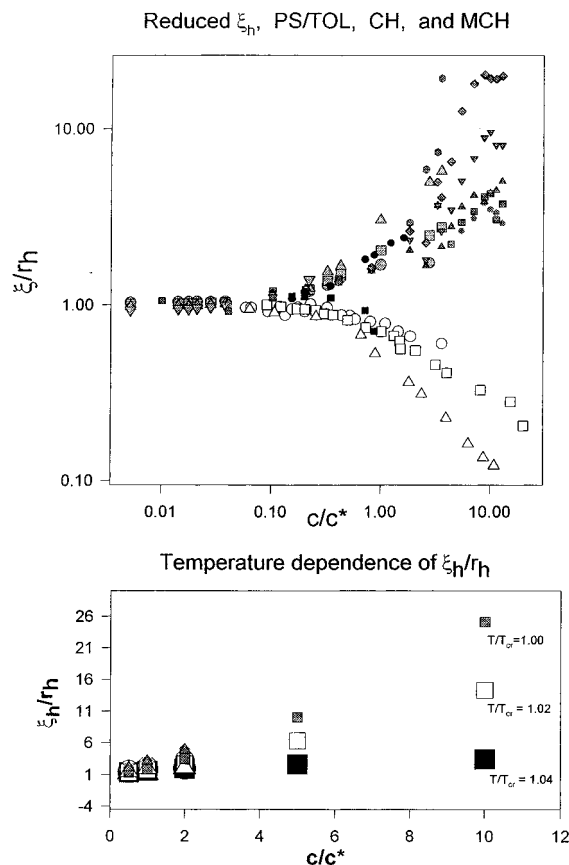 Reduced ξh, PS/TOL, CH, and MCH
10.00
1.00
0.10
ξ/rh
0.01
0.10
1.00
10.00
c/c*
Temperature dependence of ξh/rh
26
21
16
11
6
1
-4
ξh/rh
T/Tcr=1.00
T/Tcr = 1.02
T/Tcr = 1.04
0
2
4
6
8
10
12
c/c*